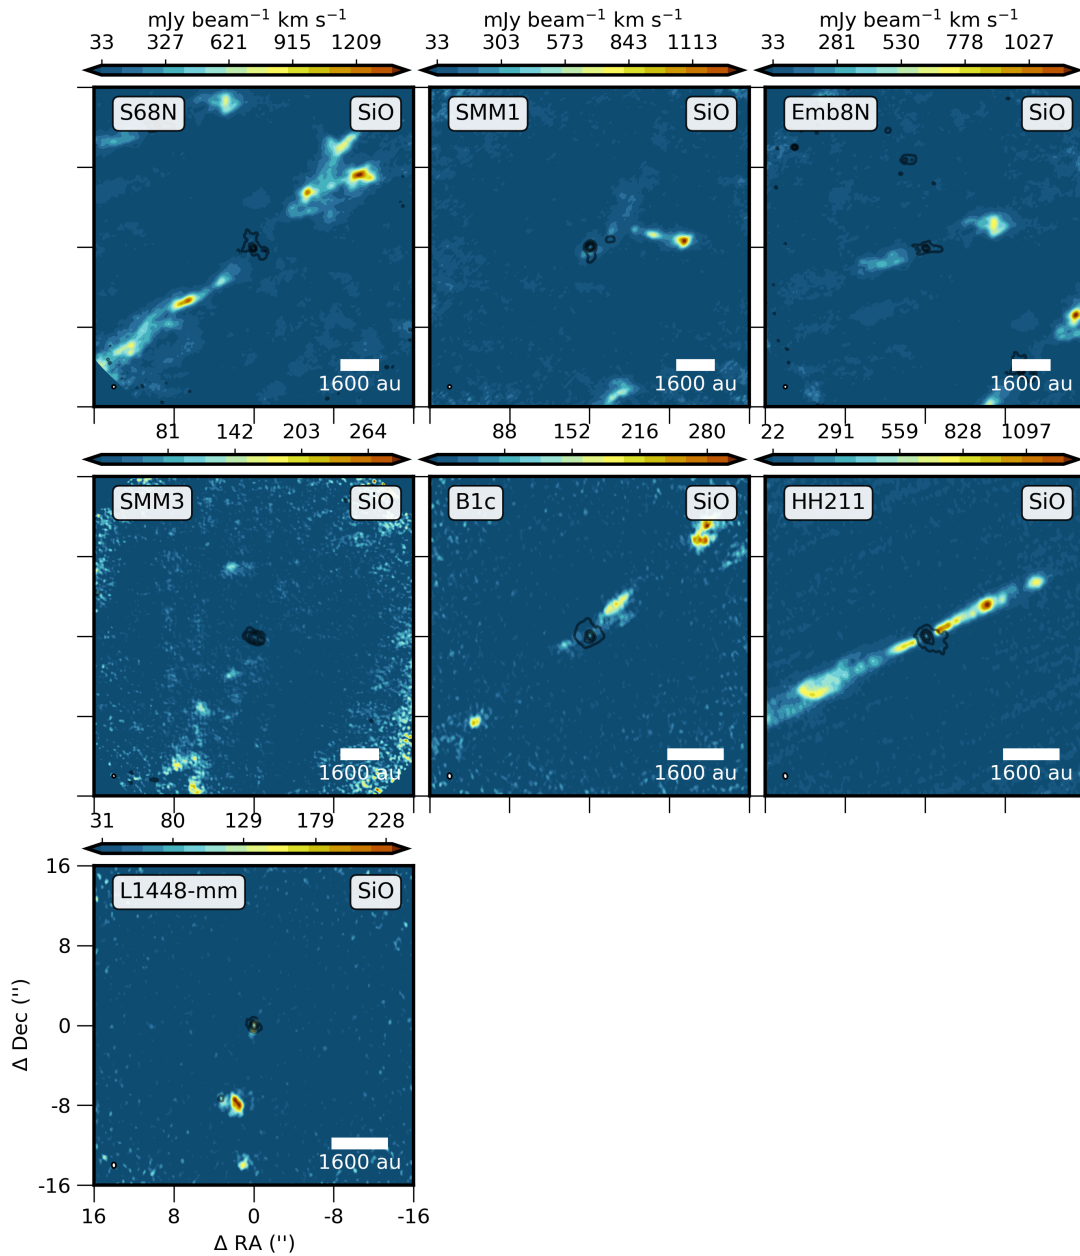 mJy beam⁻¹ km s⁻¹ mJy beam⁻¹ km s⁻¹ mJy beam⁻¹ km s⁻¹
33 327 621 915 1209 33 303 573 843 1113 33 281 530 778 1027
S68N SiO SMM1 SiO Emb8N SiO
1600 au 1600 au 1600 au
81 142 203 264 88 152 216 280 22 291 559 828 1097
SMM3 SiO B1c SiO HH211 SiO
1600 au 1600 au 1600 au
31 80 129 179 228
16
L1448-mm SiO
8
Δ Dec ('')
0
-8
1600 au
-16
16 8 0 -8 -16
Δ RA ('')